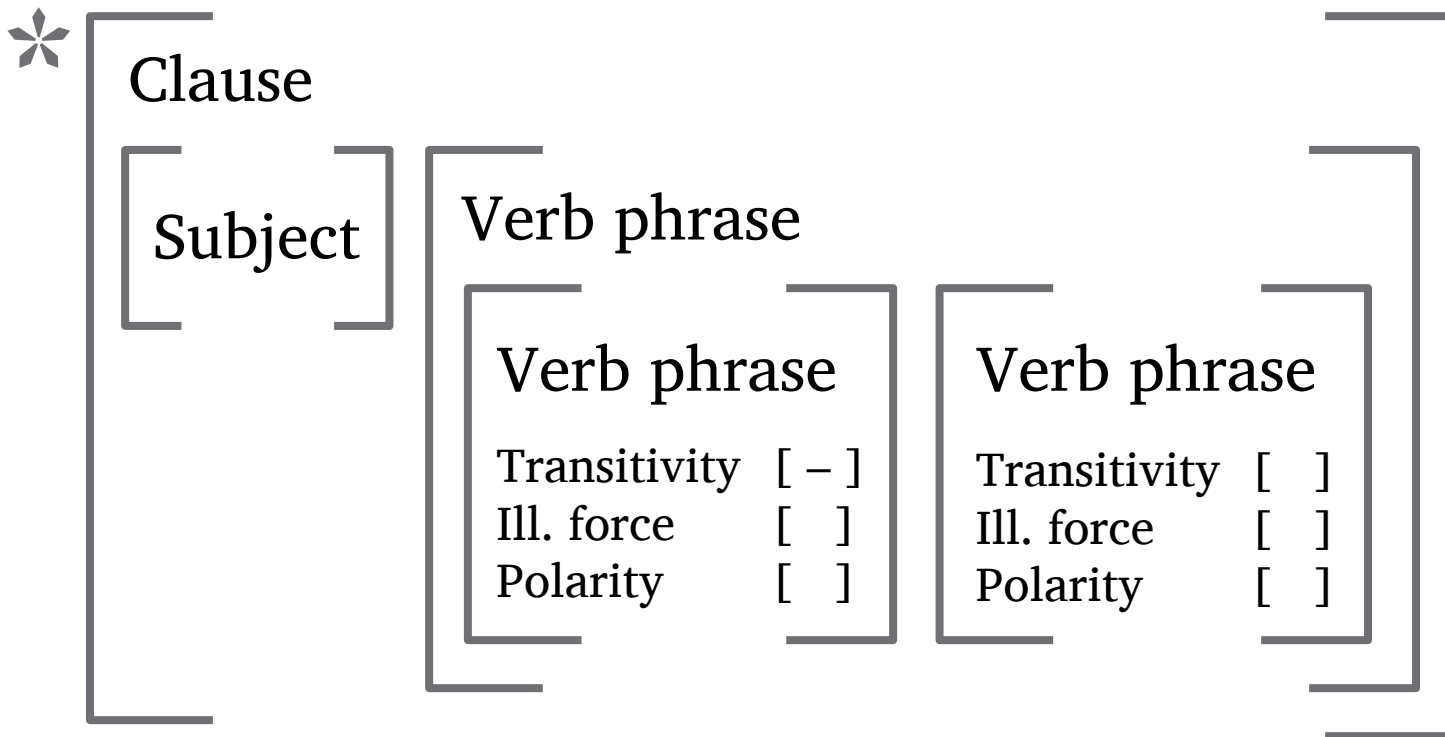 *
Clause
Subject
Verb phrase
Verb phrase
Transitivity [ – ]
Ill. force [ ]
Polarity [ ]
Verb phrase
Transitivity [ ]
Ill. force [ ]
Polarity [ ]